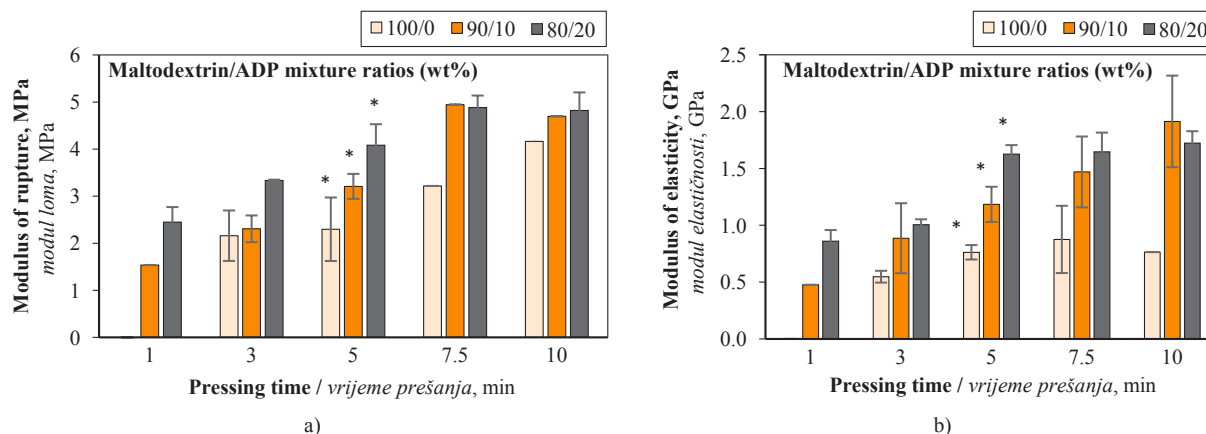 100/0 90/10 80/20
Maltodextrin/ADP mixture ratios (wt%)
Modulus of rupture, MPa
modul loma, MPa
6
5
4
3
2
1
0
* * *
1 3 5 7.5 10
Pressing time / vrijeme prešanja, min
a)
100/0 90/10 80/20
Maltodextrin/ADP mixture ratios (wt%)
Modulus of elasticity, GPa
modul elastičnosti, GPa
2.5
2.0
1.5
1.0
0.5
0.0
* * *
1 3 5 7.5 10
Pressing time / vrijeme prešanja, min
b)